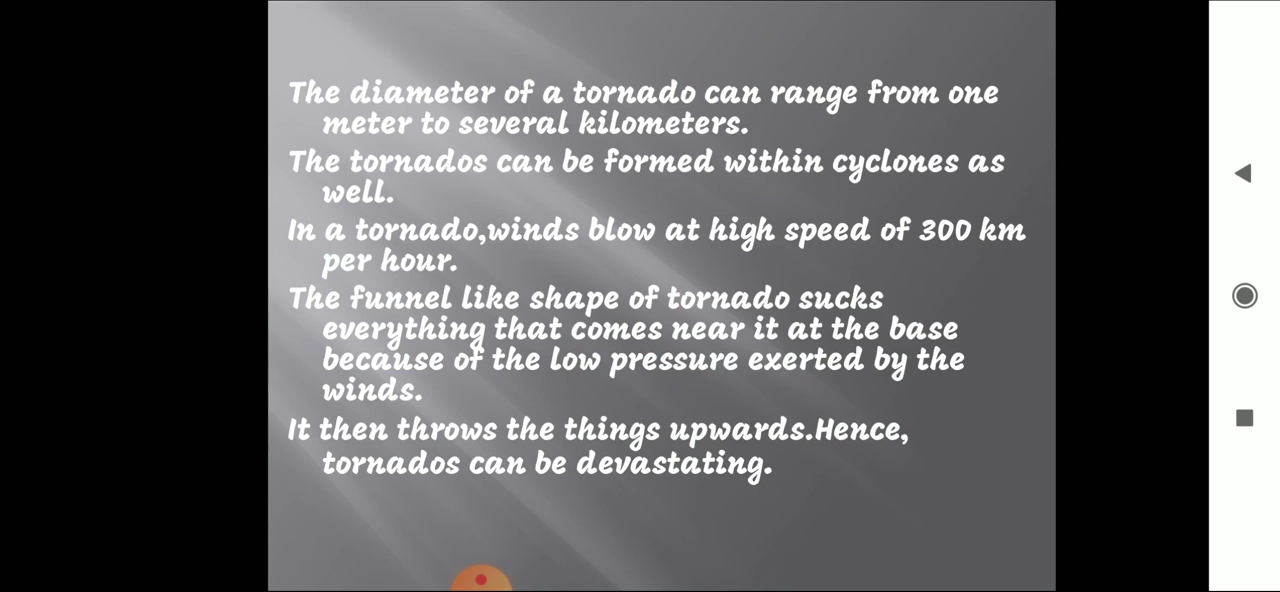 The diameter of a tornado can range from one
meter to several kilometers.
The tornados can be formed within cyclones as
well.
In a tornado,winds blow at high speed of 300 km
per hour.
The funnel like shape of tornado sucks
everything that comes near it at the base
because of the low pressure exerted by the
winds.
It then throws the things upwards.Hence,
tornados can be devastating.